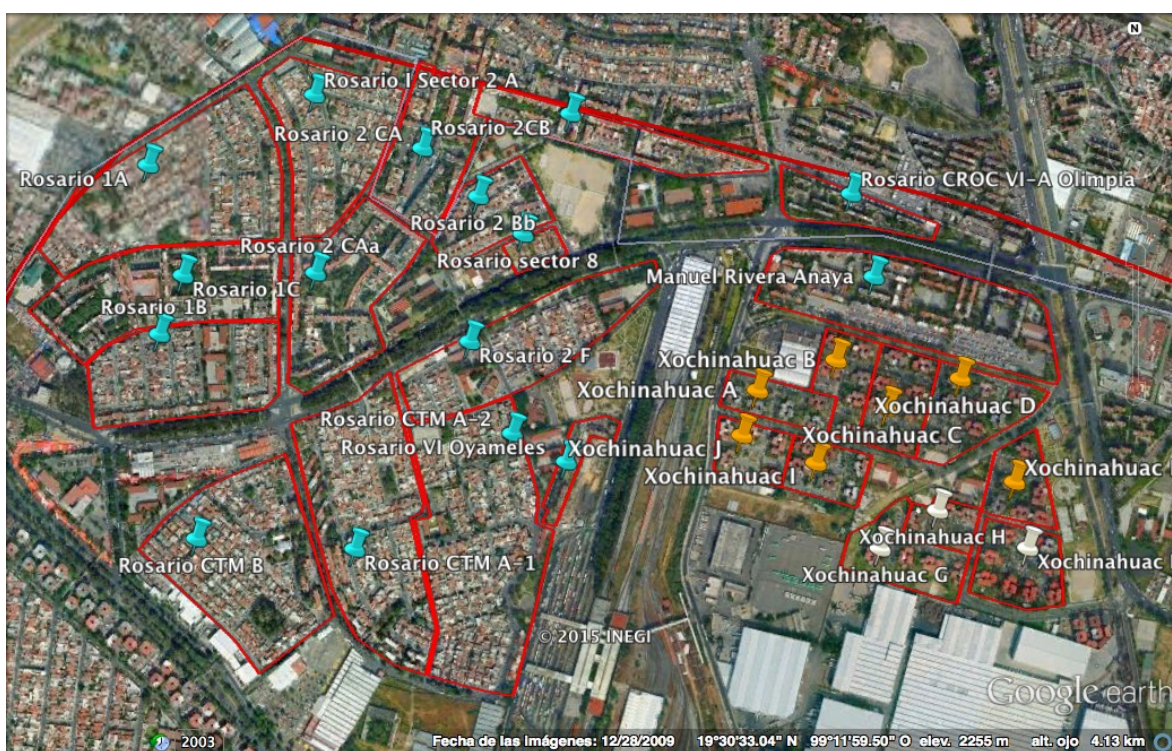 N
Rosario I Sector 2 A
Rosario 2 CA
Rosario 2CB
Rosario 1A
Rosario CROC VI-A Olimpia
Rosario 2 Bb
Rosario 2 CAa
Rosario sector 8
Manuel Rivera Anaya
Rosario 1C
Rosario 1B
Rosario 2 F
Xochinahuac B
Xochinahuac A
Xochinahuac D
Rosario CTM A-2
Xochinahuac C
Rosario VI Oyameles
Xochinahuac J
Xochinahuac I
Xochinahuac
Xochinahuac H
Rosario CTM B
Rosario CTM A-1
Xochinahuac G
Xochinahuac
© 2015 INEGI
Google earth
2003
Fecha de las imágenes: 12/28/2009 19°30'33.04" N 99°11'59.50" O elev. 2255 m alt. ojo 4.13 km